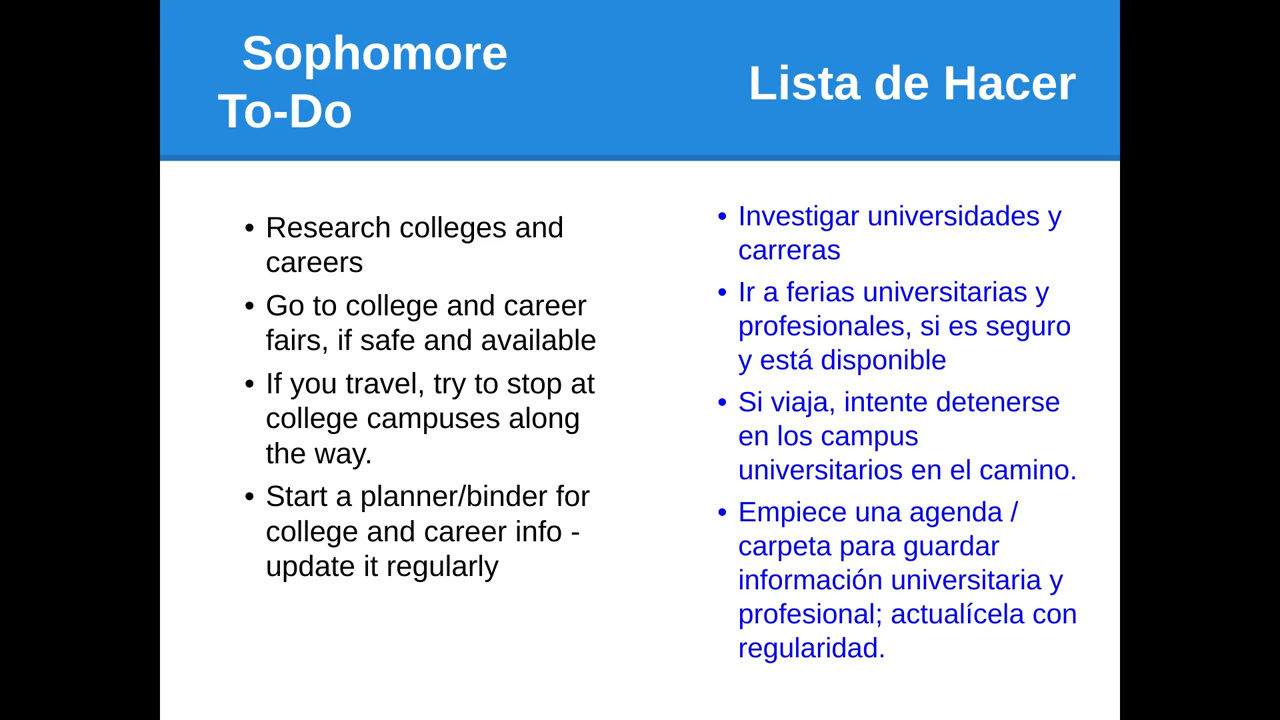 Sophomore
To-Do
Lista de Hacer
• Research colleges and
careers
• Go to college and career
fairs, if safe and available
• If you travel, try to stop at
college campuses along
the way.
• Start a planner/binder for
college and career info -
update it regularly
• Investigar universidades y
carreras
• Ir a ferias universitarias y
profesionales, si es seguro
y está disponible
• Si viaja, intente detenerse
en los campus
universitarios en el camino.
• Empiece una agenda /
carpeta para guardar
información universitaria y
profesional; actualícela con
regularidad.